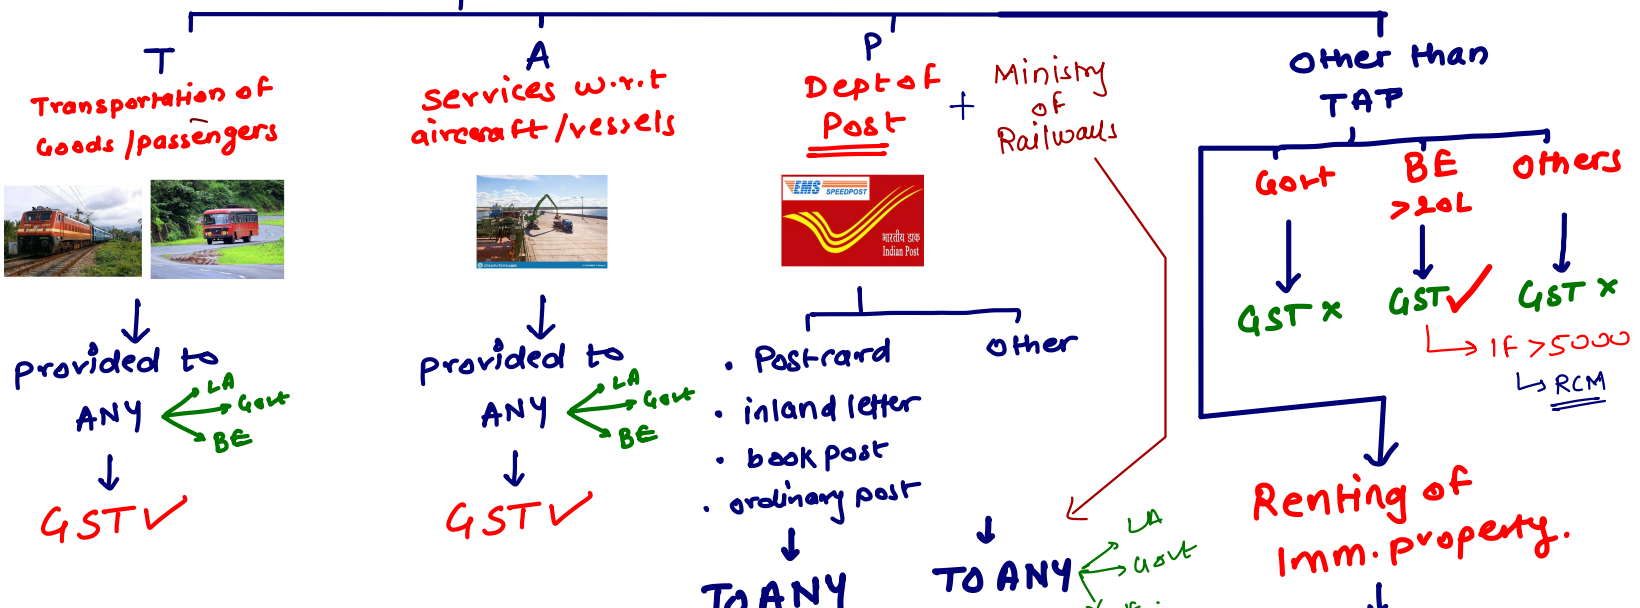 T
Transportation of
Goods / passengers
Provided to
ANY
LA
Govt
BE
GST ✓
A
Services w.r.t
aircraft / vessels
Provided to
ANY
LA
Govt
BE
GST ✓
P
Dept of
Post
+
Ministry
of
Railways
EMS
SPEEDPOST
भारतीय डाक
Indian Post
• Postcard
• inland letter
• book post
• ordinary post
TO ANY
Other
TO ANY
LA
Govt
Other than
TAP
Govt
GST x
BE
>20L
GST ✓
IF >5000
RCM
Others
GST x
Renting of
Imm. property.